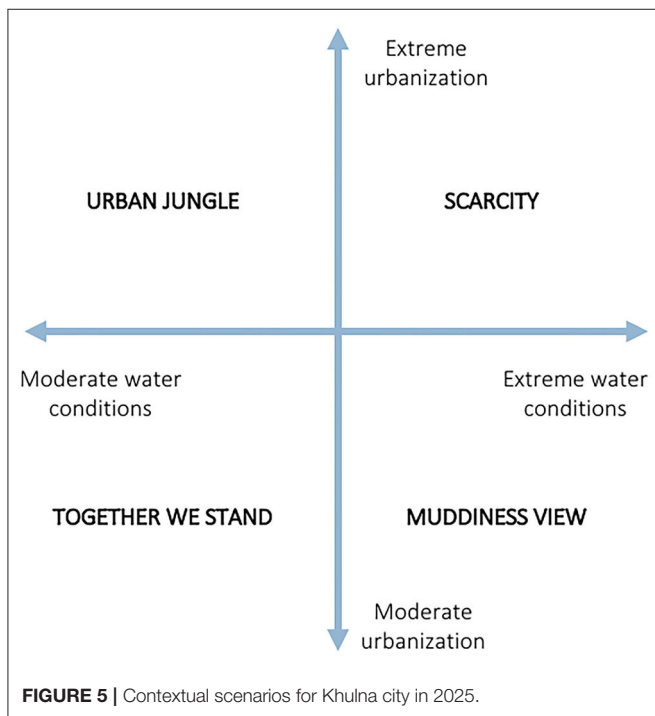 Extreme
urbanization
URBAN JUNGLE
SCARCITY
Moderate water
conditions
Extreme water
conditions
TOGETHER WE STAND
MUDDINESS VIEW
Moderate
urbanization
FIGURE 5 | Contextual scenarios for Khulna city in 2025.